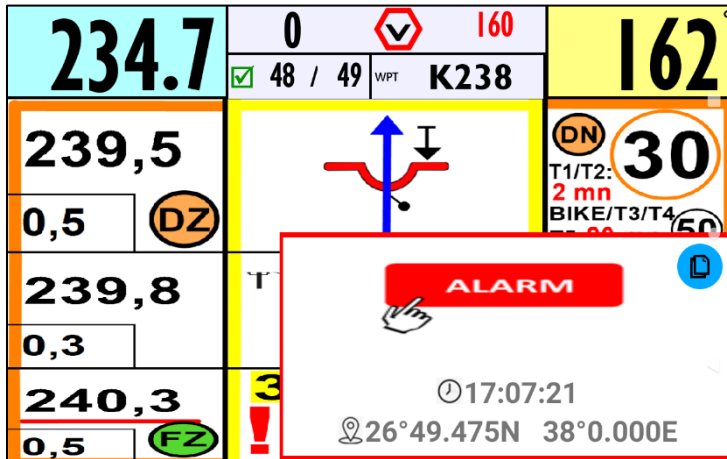 234.7
0 V 160
162°
48 / 49 WPT K238
239,5
0,5 DZ
239,8
0,3
240,3
0,5 FZ
T
T
3
!
DN 30
T1/T2:
2 mn
BIKE/T3/T4
50
ALARM
17:07:21
26°49.475N 38°0.000E